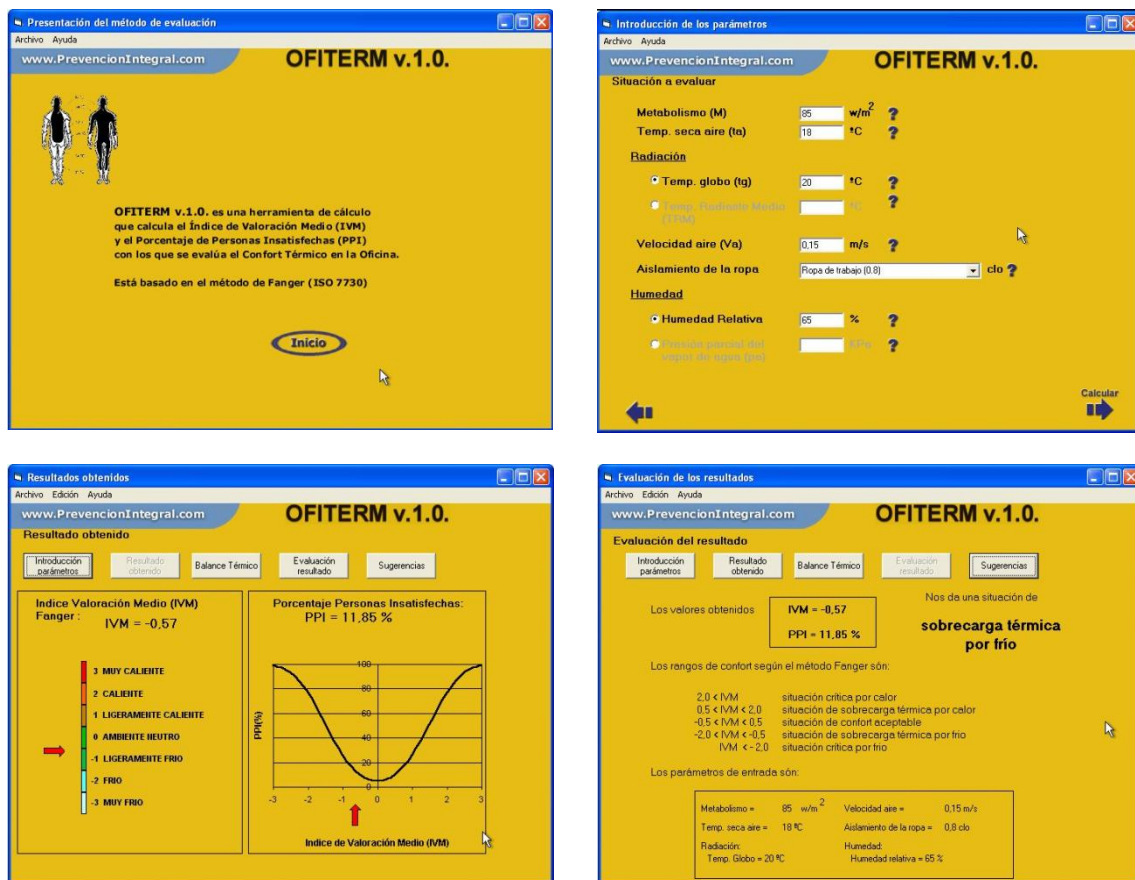 Presentación del método de evaluación
Archivo Ayuda
www.PrevencionIntegral.com
OFITERM v.1.0.
OFITERM v.1.0. es una herramienta de cálculo
que calcula el Índice de Valoración Medio (IVM)
y el Porcentaje de Personas Insatisfechas (PPI)
con los que se evalúa el Confort Térmico en la Oficina.
Está basado en el método de Fanger (ISO 7730)
Inicio
Introducción de los parámetros
Archivo Ayuda
www.PrevencionIntegral.com
OFITERM v.1.0.
Situación a evaluar
Metabolismo (M) 85 w/m2 ?
Temp. seca aire (ta) 18 ºC ?
Radiación
Temp. globo (tg) 20 ºC ?
Temp. Radiante Media ºC ?
(TRM)
Velocidad aire (Va) 0,15 m/s ?
Aislamiento de la ropa Ropa de trabajo (0.8) clo ?
Humedad
Humedad Relativa 65 % ?
Presión parcial del KPa ?
vapor de agua (pa)
Calcular
Resultados obtenidos
Archivo Edición Ayuda
www.PrevencionIntegral.com
OFITERM v.1.0.
Resultado obtenido
Introducción parámetros
Resultado obtenido
Balance Térmico
Evaluación resultado
Sugerencias
Indice Valoración Medio (IVM)
Fanger : IVM = -0,57
3 MUY CALIENTE
2 CALIENTE
1 LIGERAMENTE CALIENTE
0 AMBIENTE NEUTRO
-1 LIGERAMENTE FRIO
-2 FRIO
-3 MUY FRIO
Porcentaje Personas Insatisfechas:
PPI = 11,85 %
100
80
60
40
20
0
PPI(%)
-3 -2 -1 0 1 2 3
Indice de Valoración Medio (IVM)
Evaluación de los resultados
Archivo Edición Ayuda
www.PrevencionIntegral.com
OFITERM v.1.0.
Evaluación del resultado
Introducción parámetros
Resultado obtenido
Balance Térmico
Evaluación resultado
Sugerencias
Los valores obtenidos
IVM = -0,57
PPI = 11,85 %
Nos da una situación de
sobrecarga térmica
por frío
Los rangos de confort según el método Fanger són:
2,0 < IVM situación crítica por calor
0,5 < IVM < 2,0 situación de sobrecarga térmica por calor
-0,5 < IVM < 0,5 situación de confort aceptable
-2,0 < IVM < -0,5 situación de sobrecarga térmica por frio
IVM < - 2,0 situación crítica por frio
Los parámetros de entrada són:
Metabolismo = 85 w/m 2 Velocidad aire = 0,15 m/s
Temp. seca aire = 18 ºC Aislamiento de la ropa = 0,8 clo
Radiación: Humedad:
Temp. Globo = 20 ºC Humedad relativa = 65 %